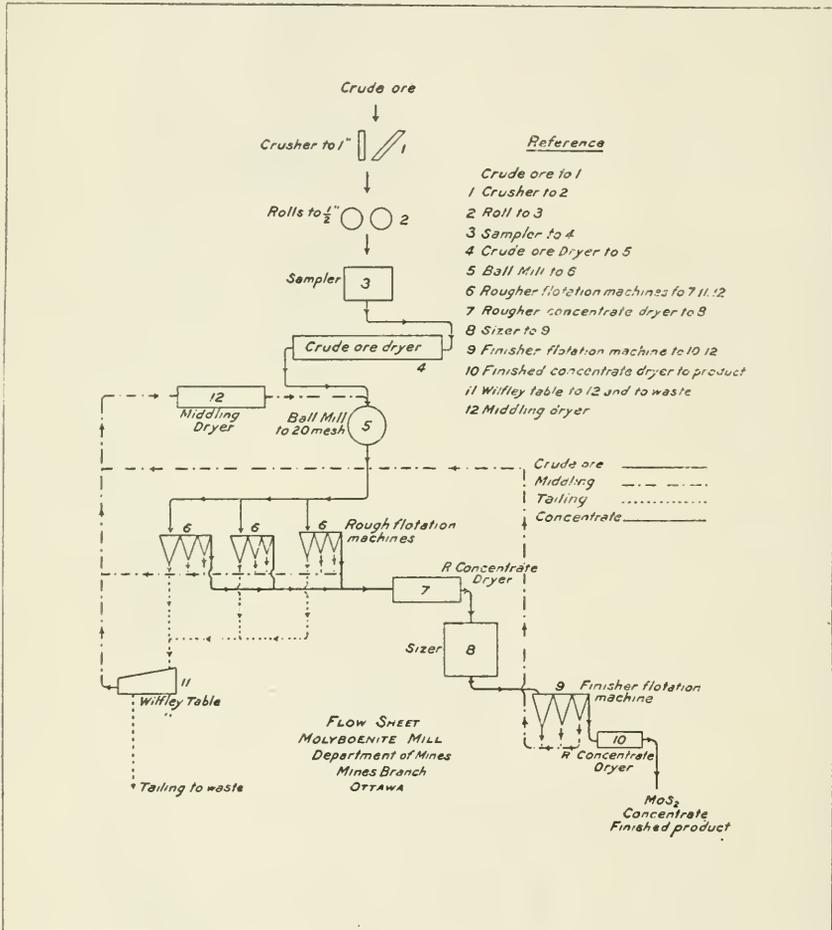 Crude ore
Crusher to 1"
1
Rolls to ½"
2
Sampler
3
Crude ore dryer
4
12
Middling
Dryer
Ball Mill
to 20 mesh
5
Reference
Crude ore to 1
1 Crusher to 2
2 Roll to 3
3 Sampler to 4
4 Crude Ore Dryer to 5
5 Ball Mill to 6
6 Rougher flotation machines to 7 11. 12
7 Rougher concentrate dryer to 8
8 Sizer to 9
9 Finisher flotation machine to 10 12
10 Finished concentrate dryer to product
11 Wilfley table to 12 and to waste
12 Middling dryer
Crude ore
Middling
Tailing
Concentrate
6
6
6
Rough flotation
machines
R Concentrate
Dryer
7
Sizer
8
11
Wilfley Table
"
Tailing to waste
9
Finisher flotation
machine
10
R Concentrate
Dryer
MoS₂
Concentrate
Finished product
FLOW SHEET
MOLYBDENITE MILL
Department of Mines
Mines Branch
OTTAWA